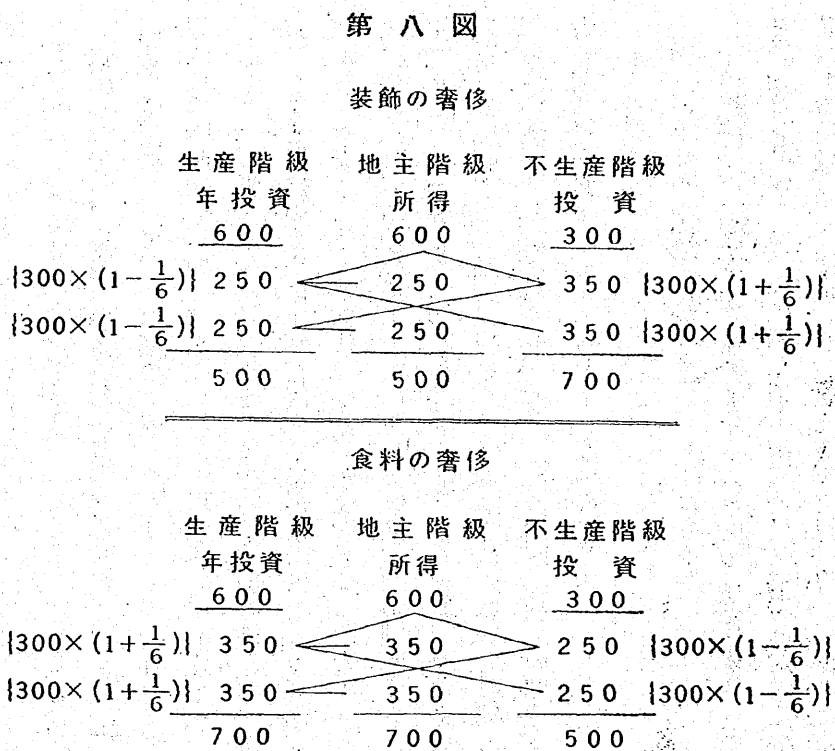 第八図
装飾の奢侈
生産階級 地主階級 不生産階級
年投資 所得 投資
600 600 300
{300×(1-1/6)} 250 250 350 {300×(1+1/6)}
{300×(1-1/6)} 250 250 350 {300×(1+1/6)}
500 500 700
食料の奢侈
生産階級 地主階級 不生産階級
年投資 所得 投資
600 600 300
{300×(1+1/6)} 350 350 250 {300×(1-1/6)}
{300×(1+1/6)} 350 350 250 {300×(1-1/6)}
700 700 500